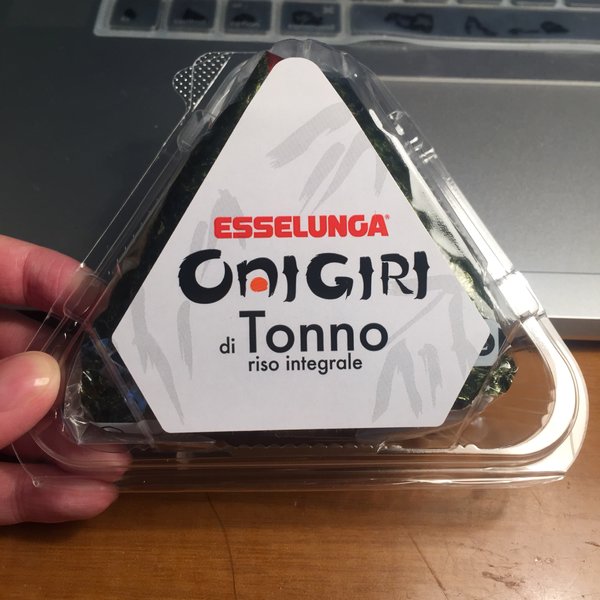 ESSELUNGA®
ONIGIRI
di Tonno
riso integrale